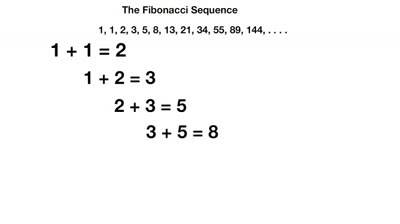 The Fibonacci Sequence
1, 1, 2, 3, 5, 8, 13, 21, 34, 55, 89, 144, . . . .
1 + 1 = 2
1 + 2 = 3
2 + 3 = 5
3 + 5 = 8